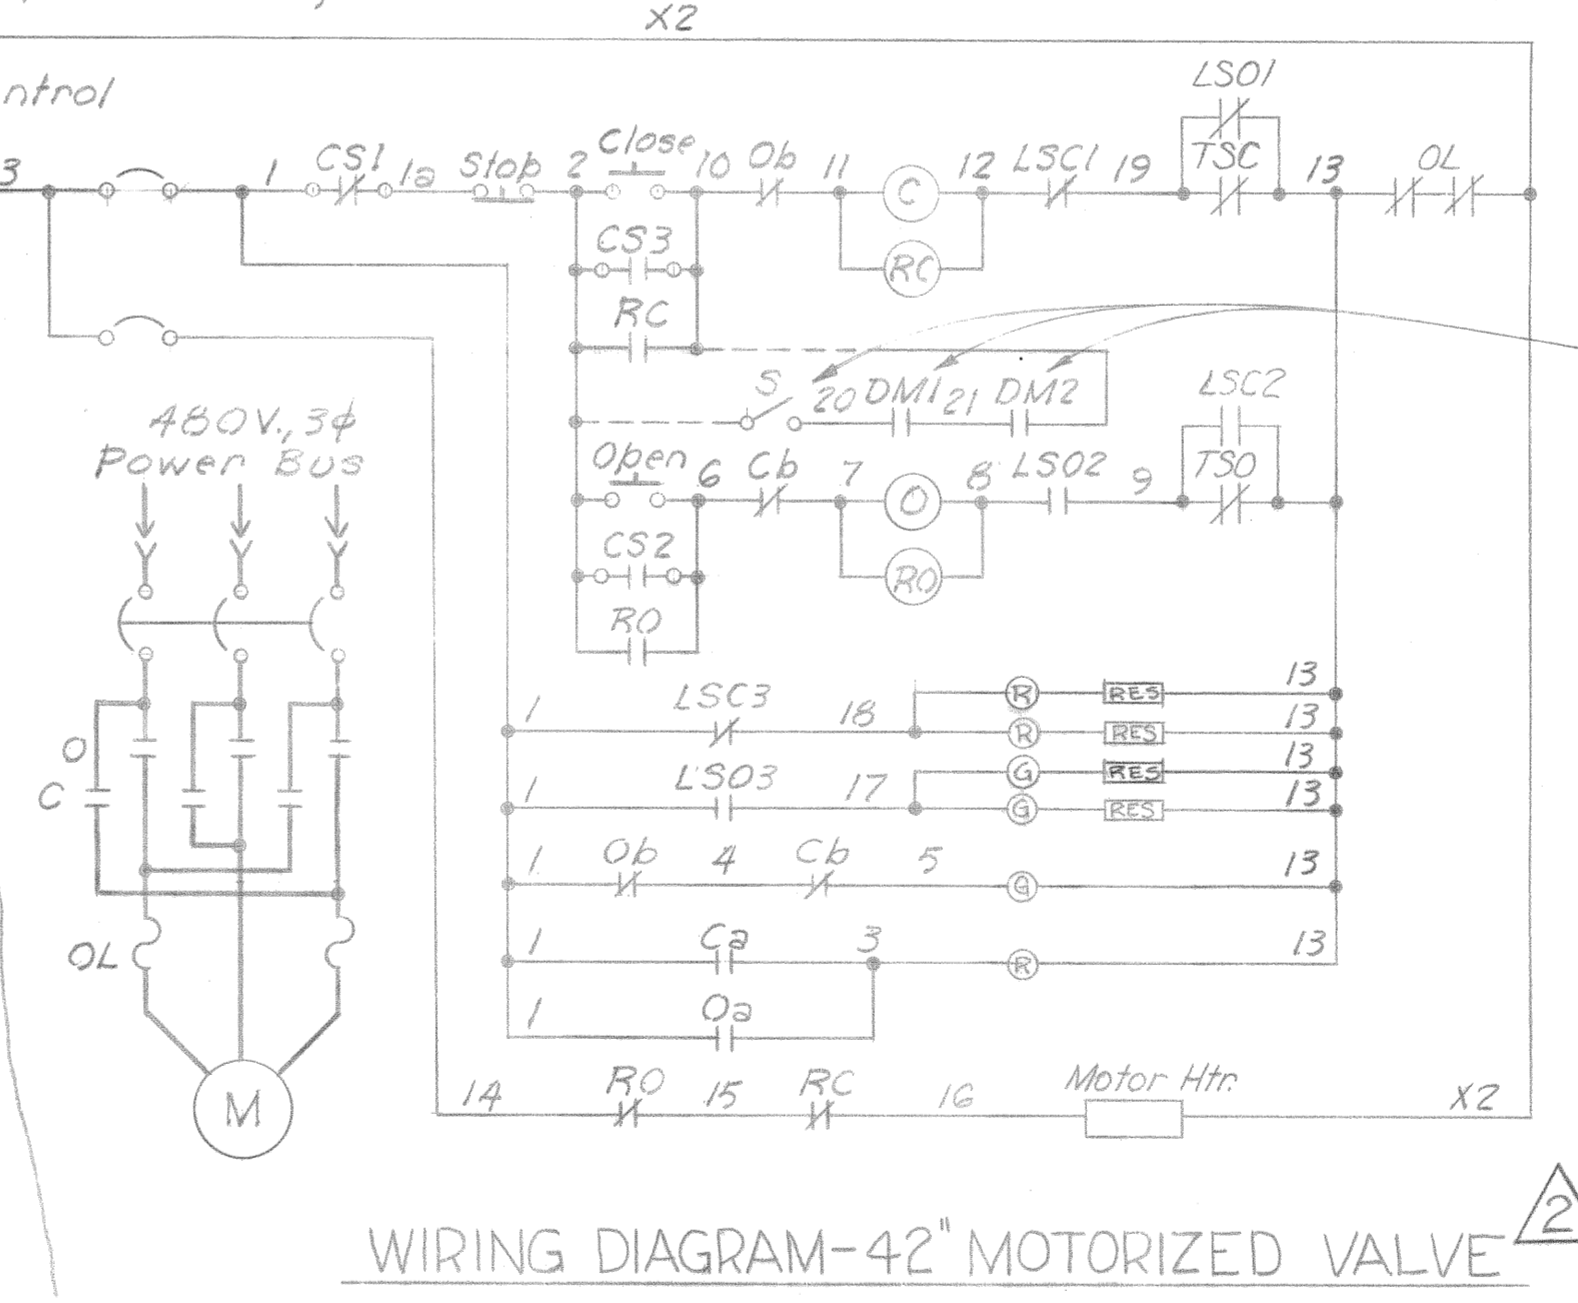 X2
ntrol
LSO1
3 1 CS1 1a Stop 2 Close 10 Ob 11 C 12 LSC1 19 TSC 13 OL
CS3
RC
RC
S 20 DM1 21 DM2
LSC2
480V., 3φ
Power Bus
Open 6 Cb 7 O 8 LSO2 9 TSO
CS2
RO
RO
1 LSC3 18 R RES 13
R RES 13
1 LSO3 17 G RES 13
G RES 13
O
C
1 Ob 4 Cb 5 G 13
1 Ca 3 R 13
OL
1 Oa
M
14 RO 15 RC 16 Motor Htr. X2
WIRING DIAGRAM-42" MOTORIZED VALVE
2